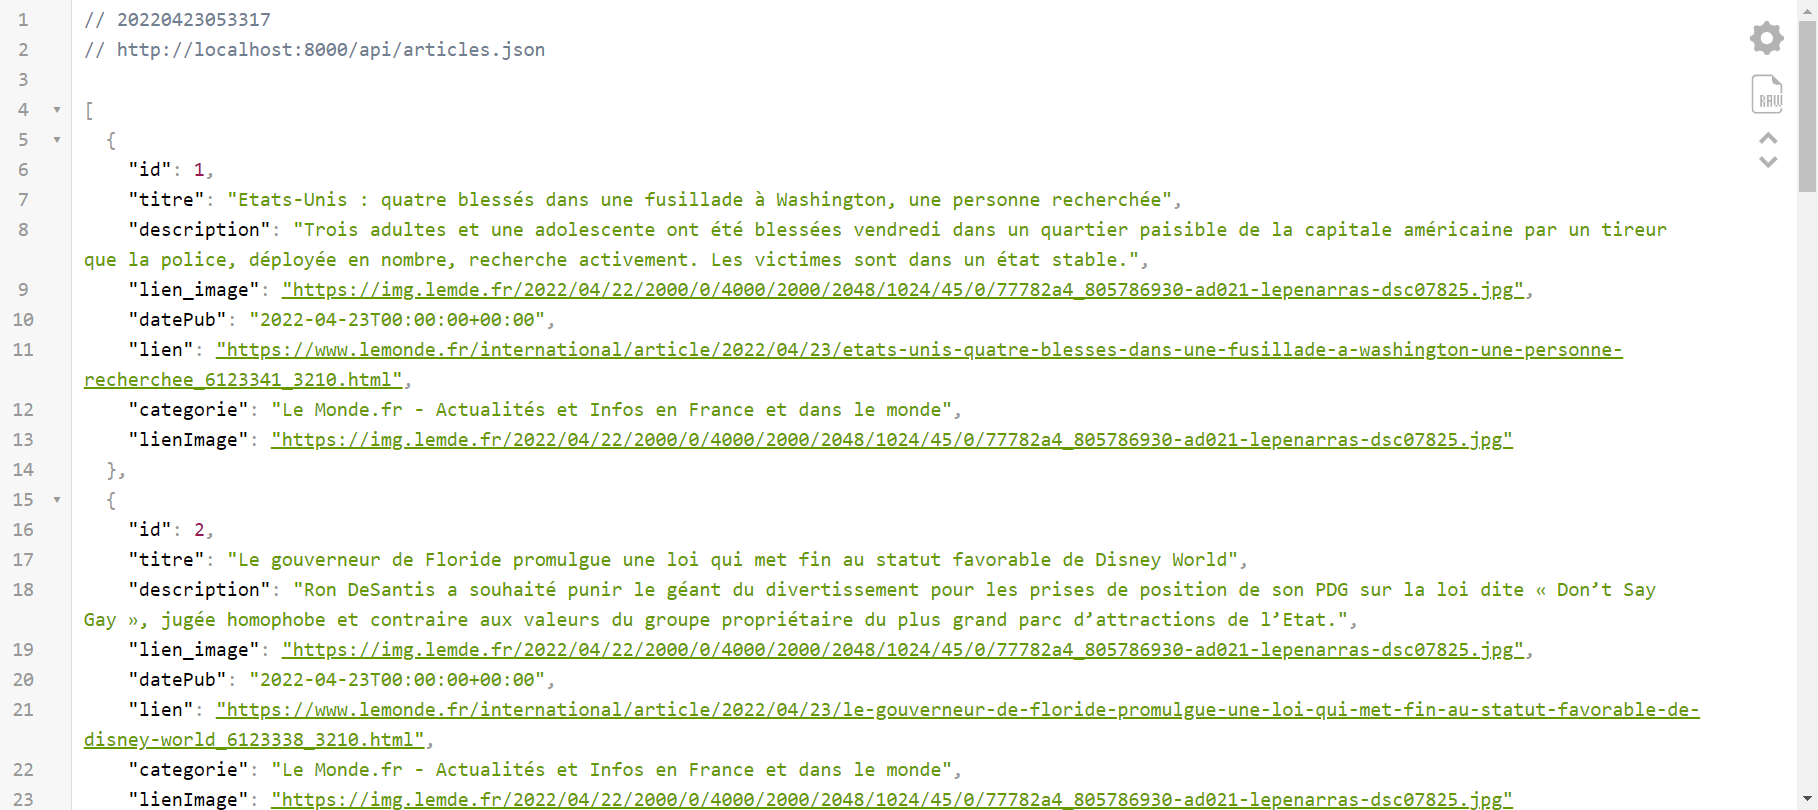 1 // 20220423053317
2 // http://localhost:8000/api/articles.json
3
4 [
5 {
6 "id": 1,
7 "titre": "Etats-Unis : quatre blessés dans une fusillade à Washington, une personne recherchée",
8 "description": "Trois adultes et une adolescente ont été blessées vendredi dans un quartier paisible de la capitale américaine par un tireur
que la police, déployée en nombre, recherche activement. Les victimes sont dans un état stable.",
9 "lien_image": "https://img.lemde.fr/2022/04/22/2000/0/4000/2000/2048/1024/45/0/77782a4_805786930-ad021-lepenarras-dsc07825.jpg",
10 "datePub": "2022-04-23T00:00:00+00:00",
11 "lien": "https://www.lemonde.fr/international/article/2022/04/23/etats-unis-quatre-blesses-dans-une-fusillade-a-washington-une-personne-
recherchee_6123341_3210.html",
12 "categorie": "Le Monde.fr - Actualités et Infos en France et dans le monde",
13 "lienImage": "https://img.lemde.fr/2022/04/22/2000/0/4000/2000/2048/1024/45/0/77782a4_805786930-ad021-lepenarras-dsc07825.jpg"
14 },
15 {
16 "id": 2,
17 "titre": "Le gouverneur de Floride promulgue une loi qui met fin au statut favorable de Disney World",
18 "description": "Ron DeSantis a souhaité punir le géant du divertissement pour les prises de position de son PDG sur la loi dite « Don’t Say
Gay », jugée homophobe et contraire aux valeurs du groupe propriétaire du plus grand parc d’attractions de l’Etat.",
19 "lien_image": "https://img.lemde.fr/2022/04/22/2000/0/4000/2000/2048/1024/45/0/77782a4_805786930-ad021-lepenarras-dsc07825.jpg",
20 "datePub": "2022-04-23T00:00:00+00:00",
21 "lien": "https://www.lemonde.fr/international/article/2022/04/23/le-gouverneur-de-floride-promulgue-une-loi-qui-met-fin-au-statut-favorable-de-
disney-world_6123338_3210.html",
22 "categorie": "Le Monde.fr - Actualités et Infos en France et dans le monde",
23 "lienImage": "https://img.lemde.fr/2022/04/22/2000/0/4000/2000/2048/1024/45/0/77782a4_805786930-ad021-lepenarras-dsc07825.jpg"
RAW